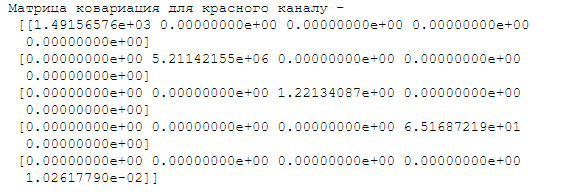 Матрица ковариация для красного каналу -
[[1.49156576e+03 0.00000000e+00 0.00000000e+00 0.00000000e+00
0.00000000e+00]
[0.00000000e+00 5.21142155e+06 0.00000000e+00 0.00000000e+00
0.00000000e+00]
[0.00000000e+00 0.00000000e+00 1.22134087e+00 0.00000000e+00
0.00000000e+00]
[0.00000000e+00 0.00000000e+00 0.00000000e+00 6.51687219e+01
0.00000000e+00]
[0.00000000e+00 0.00000000e+00 0.00000000e+00 0.00000000e+00
1.02617790e-02]]